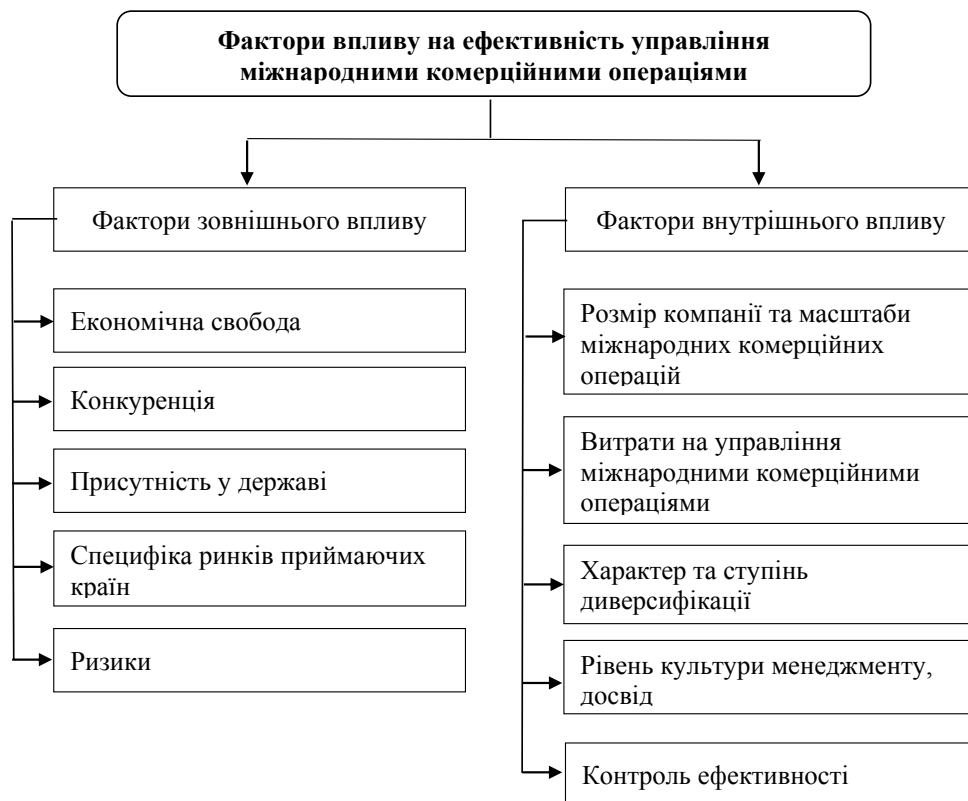 Фактори впливу на ефективність управління
міжнародними комерційними операціями
Фактори зовнішнього впливу
Економічна свобода
Конкуренція
Присутність у державі
Специфіка ринків приймаючих
країн
Ризики
Фактори внутрішнього впливу
Розмір компанії та масштаби
міжнародних комерційних
операцій
Витрати на управління
міжнародними комерційними
операціями
Характер та ступінь
диверсифікації
Рівень культури менеджменту,
досвід
Контроль ефективності